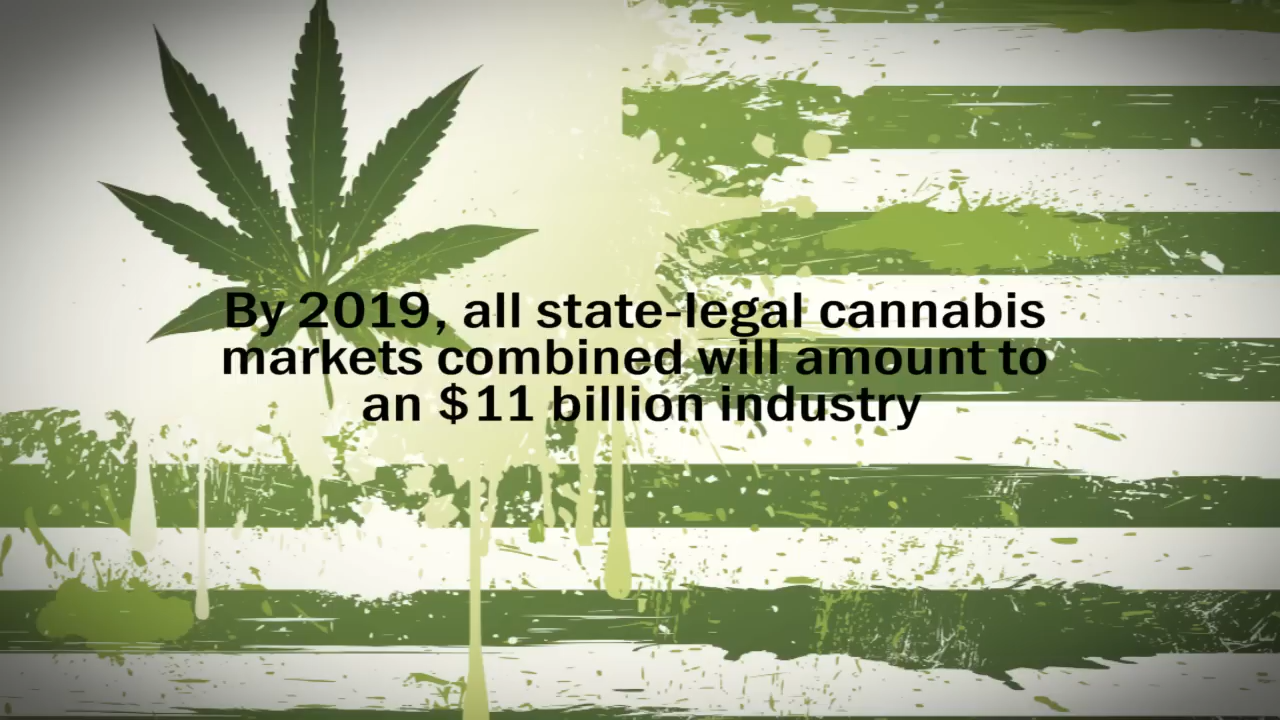 By 2019, all state-legal cannabis
markets combined will amount to
an $11 billion industry